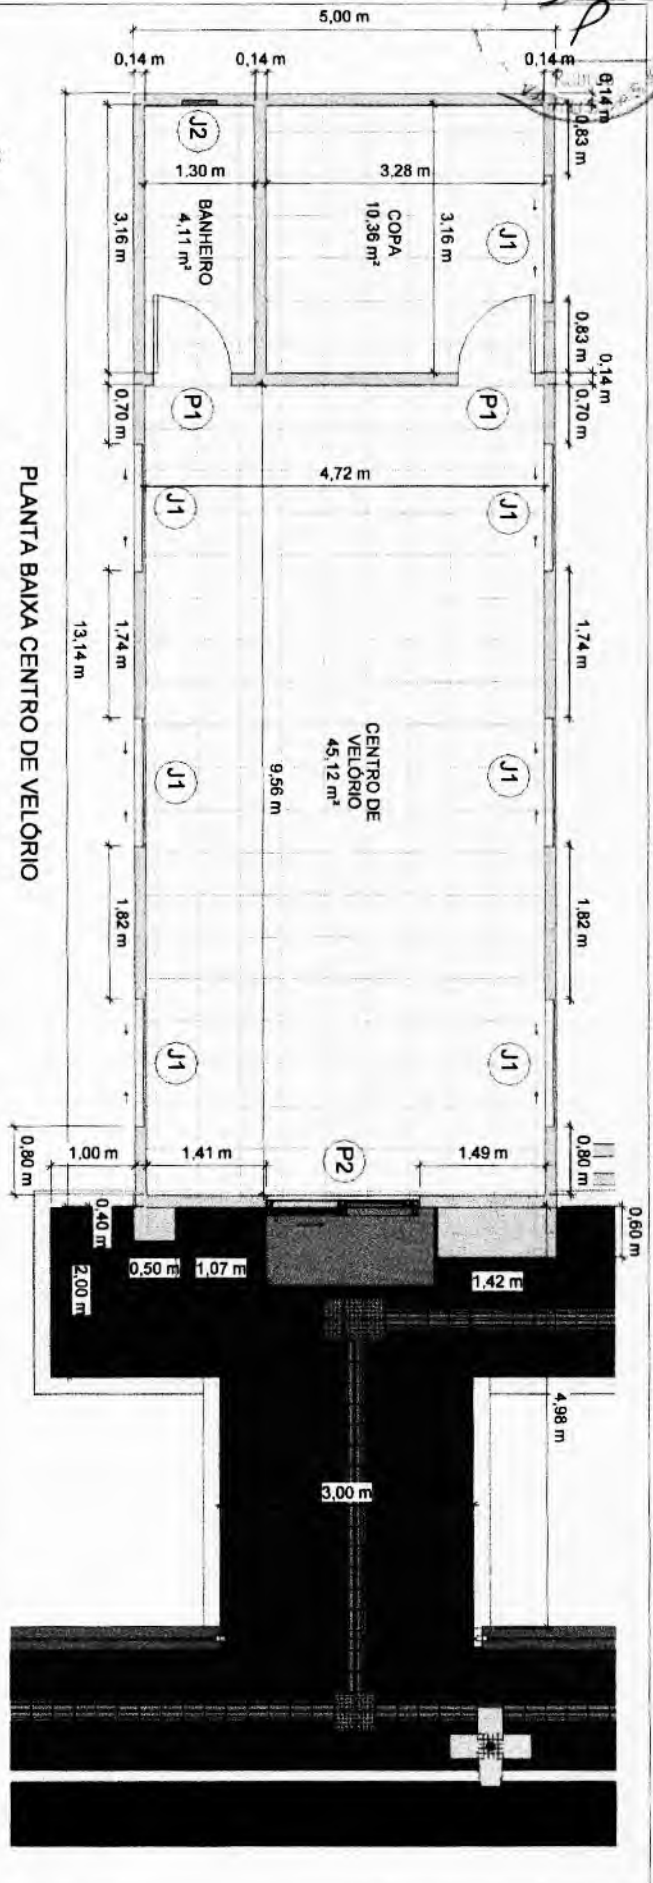 5,00 m
0,14 m
0,14 m
0,14 m
0,14 m
0,83 m
J2
1,30 m
3,28 m
3,16 m
BANHEIRO
4,11 m²
COPA
10,36 m²
3,16 m
J1
0,83 m
0,14 m
0,70 m
P1
P1
0,70 m
4,72 m
J1
J1
1,74 m
13,14 m
1,74 m
PLANTA BAIXA CENTRO DE VELÓRIO
CENTRO DE
VELÓRIO
45,12 m²
9,56 m
J1
J1
1,82 m
1,82 m
J1
J1
0,80 m
1,00 m
1,41 m
P2
1,49 m
0,80 m
0,40 m
0,60 m
2,00 m
0,50 m
1,07 m
1,42 m
4,98 m
3,00 m